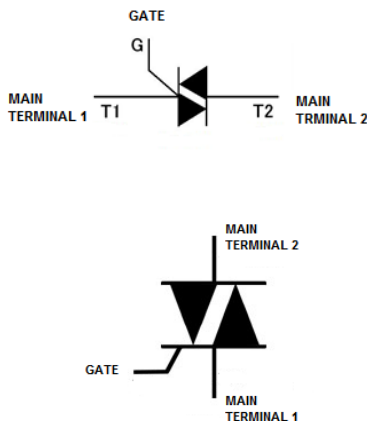 GATE
G
MAIN
TERMINAL 1
T1
T2
MAIN
TRMINAL 2
MAIN
TERMINAL 2
GATE
MAIN
TERMINAL 1